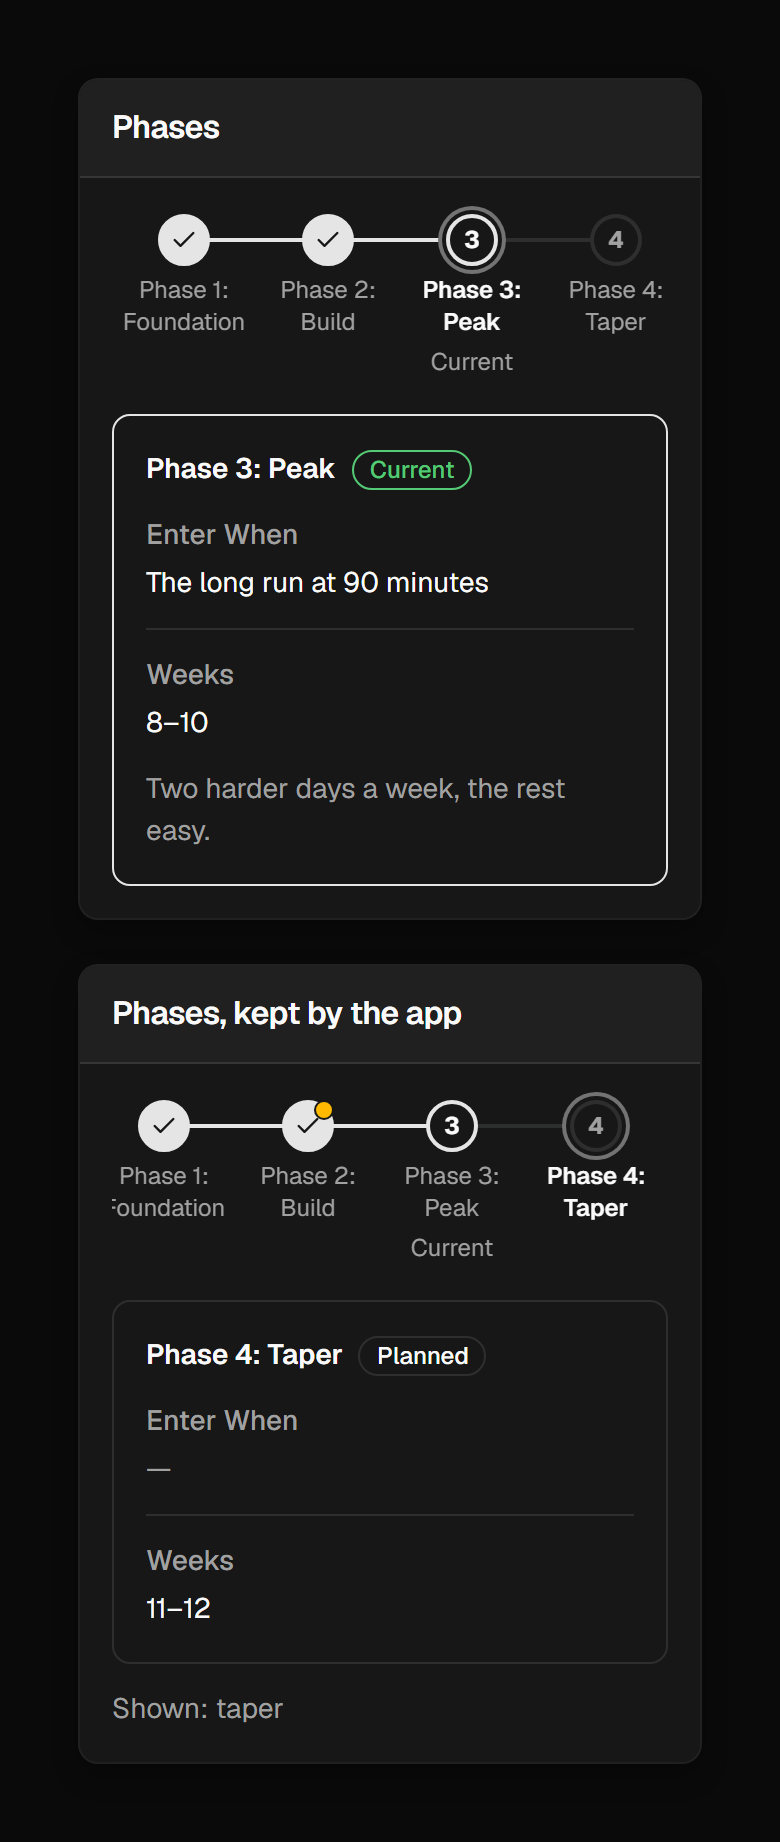 Phases
3
4
Phase 1:
Foundation
Phase 2:
Build
Phase 3:
Peak
Current
Phase 4:
Taper
Phase 3: Peak
Current
Enter When
The long run at 90 minutes
Weeks
8–10
Two harder days a week, the rest
easy.
Phases, kept by the app
3
4
Phase 1:
Foundation
Phase 2:
Build
Phase 3:
Peak
Current
Phase 4:
Taper
Phase 4: Taper
Planned
Enter When
—
Weeks
11–12
Shown: taper